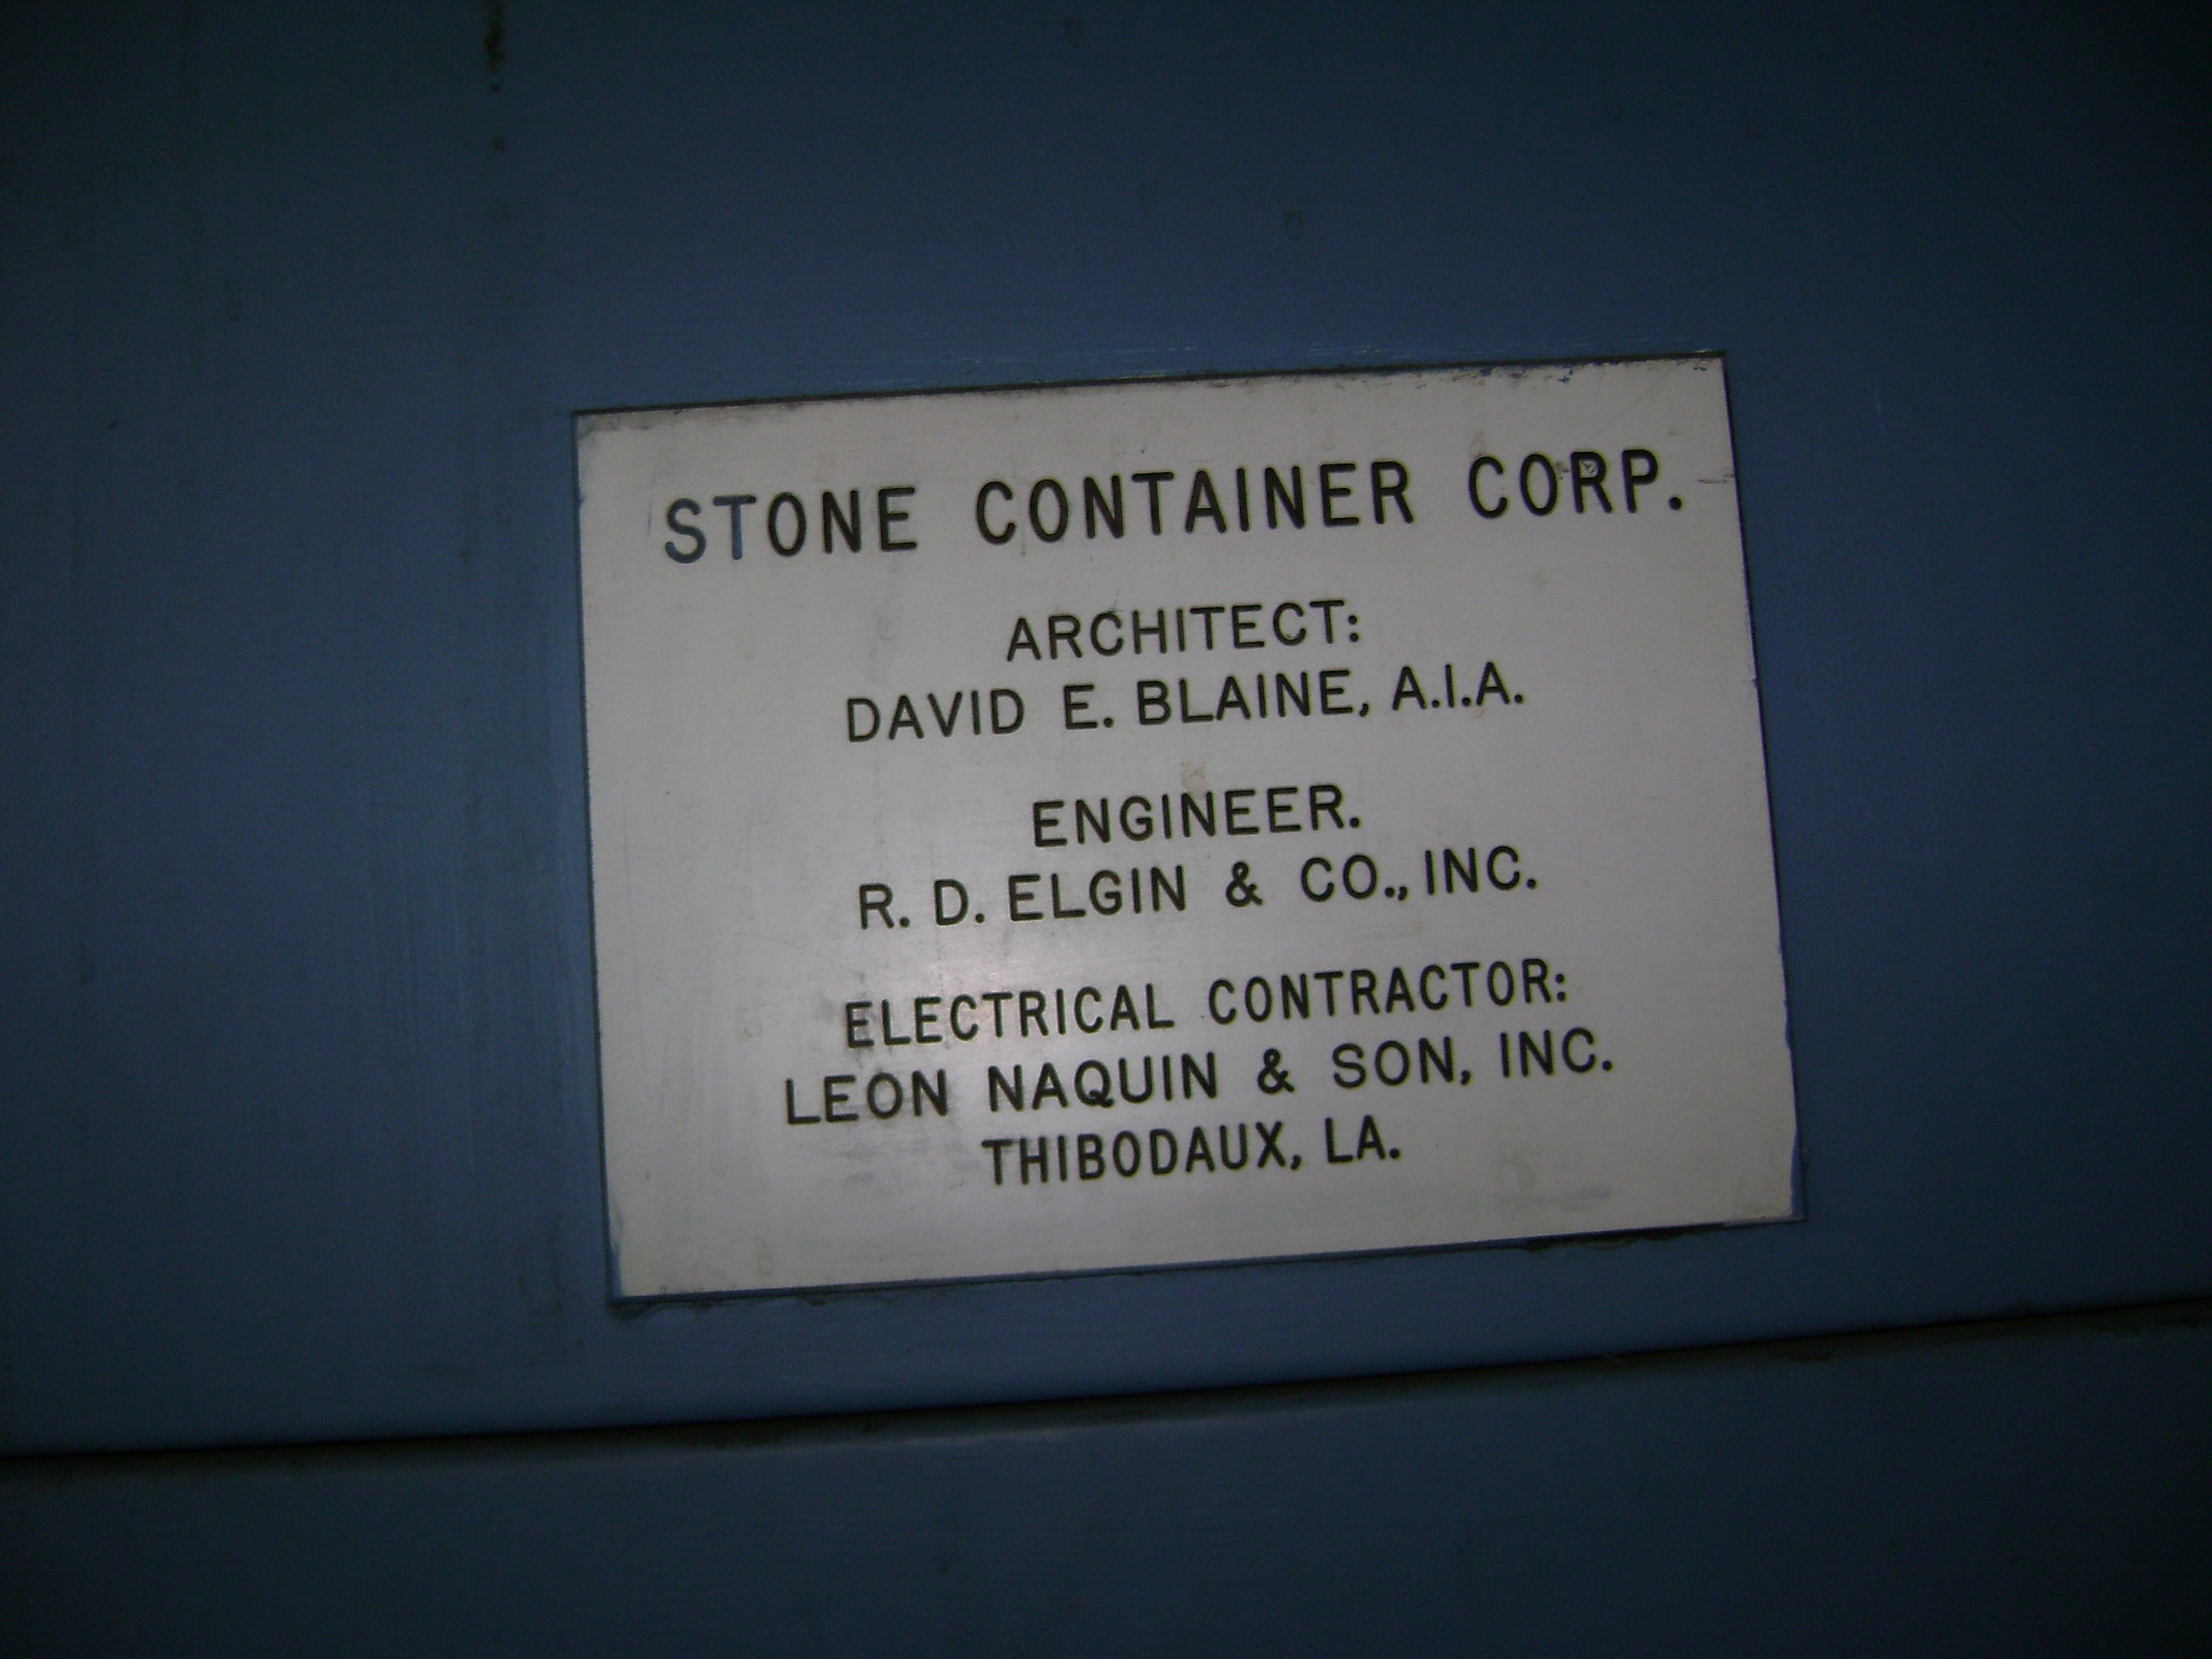 STONE CONTAINER CORP.
ARCHITECT:
DAVID E. BLAINE, A.I.A.
ENGINEER.
R. D. ELGIN & CO., INC.
ELECTRICAL CONTRACTOR:
LEON NAQUIN & SON, INC.
THIBODAUX, LA.